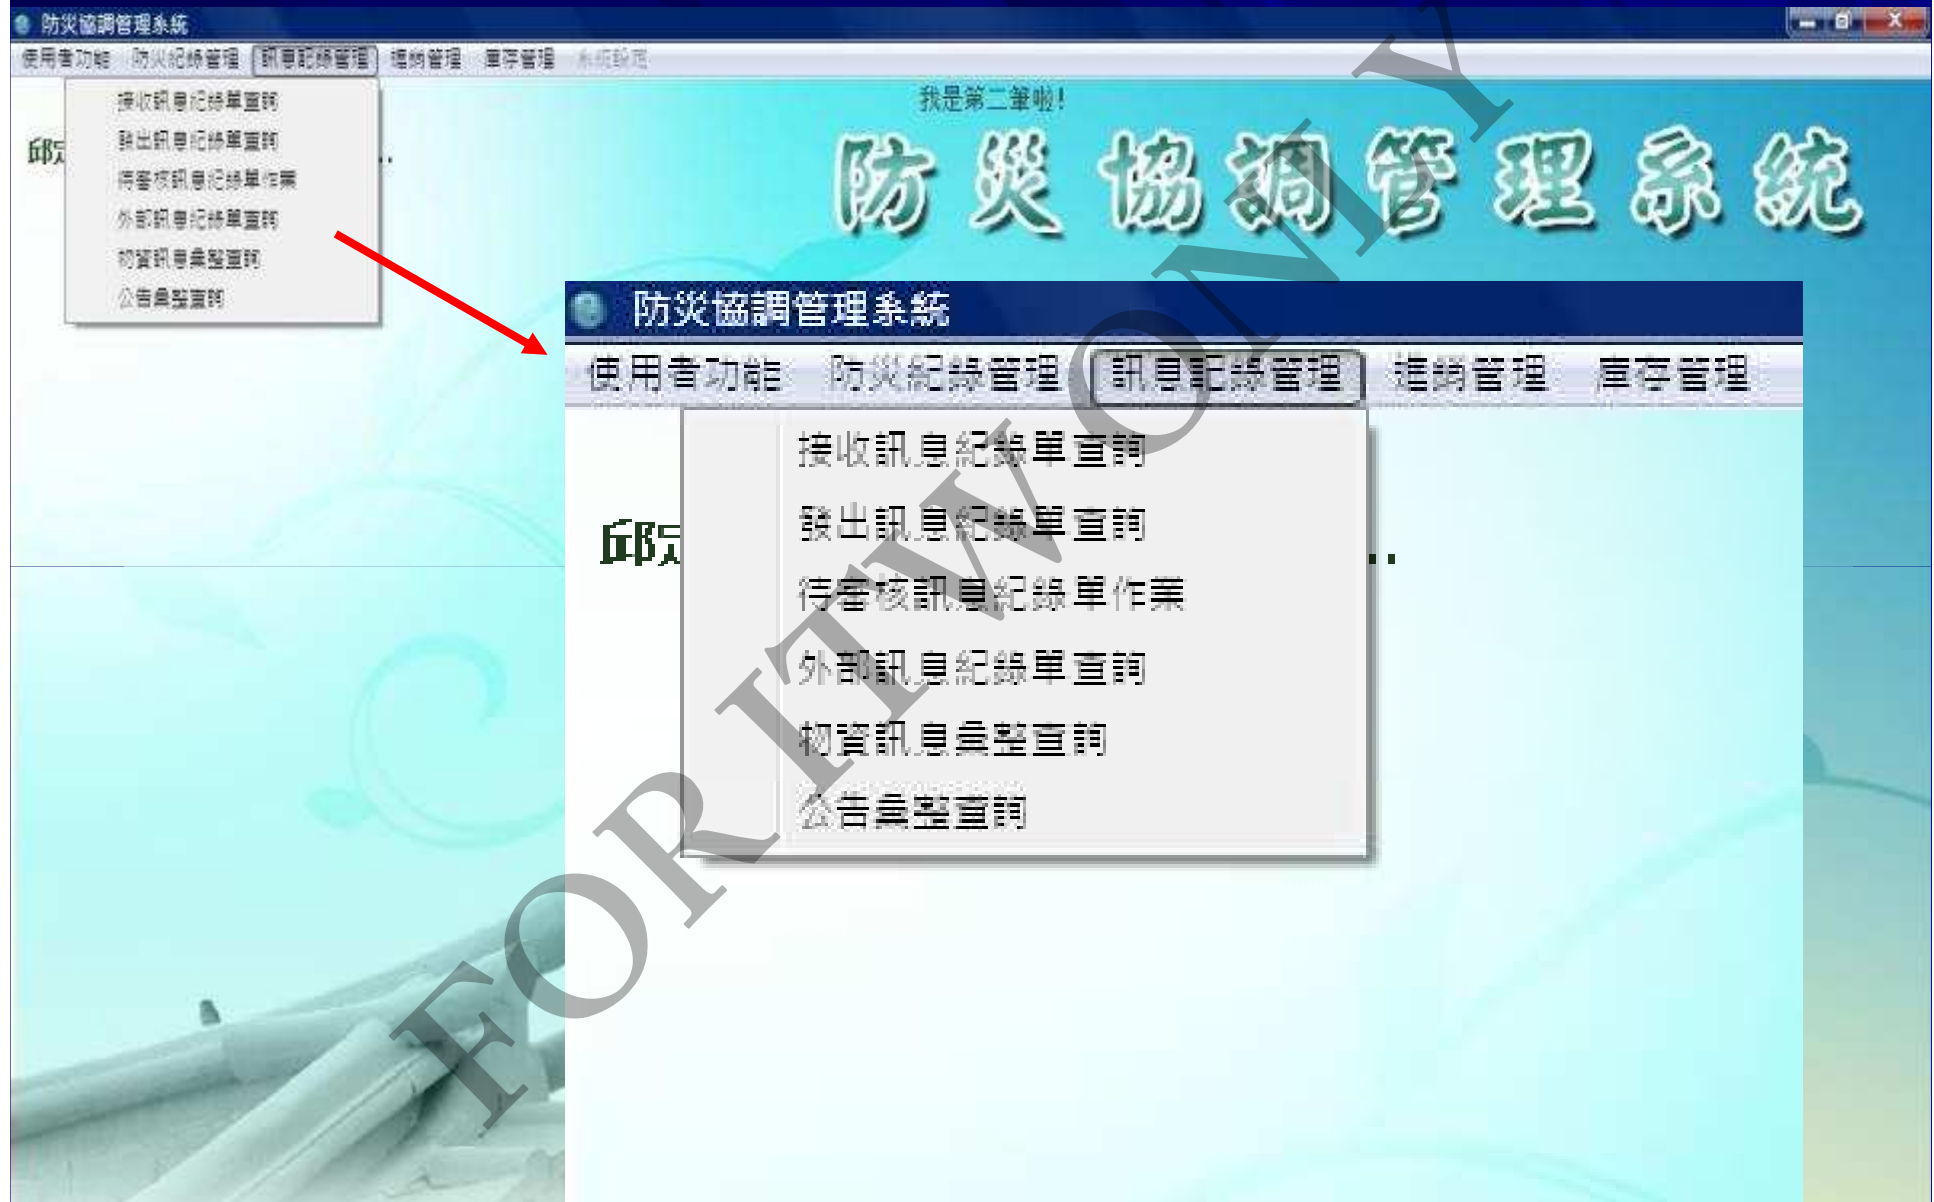 防災協調管理系統
使用者功能 防災紀錄管理 訊息記錄管理 進銷管理 庫存管理 系統設定
接收訊息紀錄單查詢
發出訊息紀錄單查詢
待審核訊息紀錄單作業
外部訊息紀錄單查詢
物資訊息彙整查詢
公告彙整查詢
我是第二筆啦!
防災協調管理系統
邱
..
防災協調管理系統
使用者功能 防災紀錄管理 訊息記錄管理 進銷管理 庫存管理
接收訊息紀錄單查詢
發出訊息紀錄單查詢
待審核訊息紀錄單作業
外部訊息紀錄單查詢
物資訊息彙整查詢
公告彙整查詢
邱
..
FOR ITW ONLY